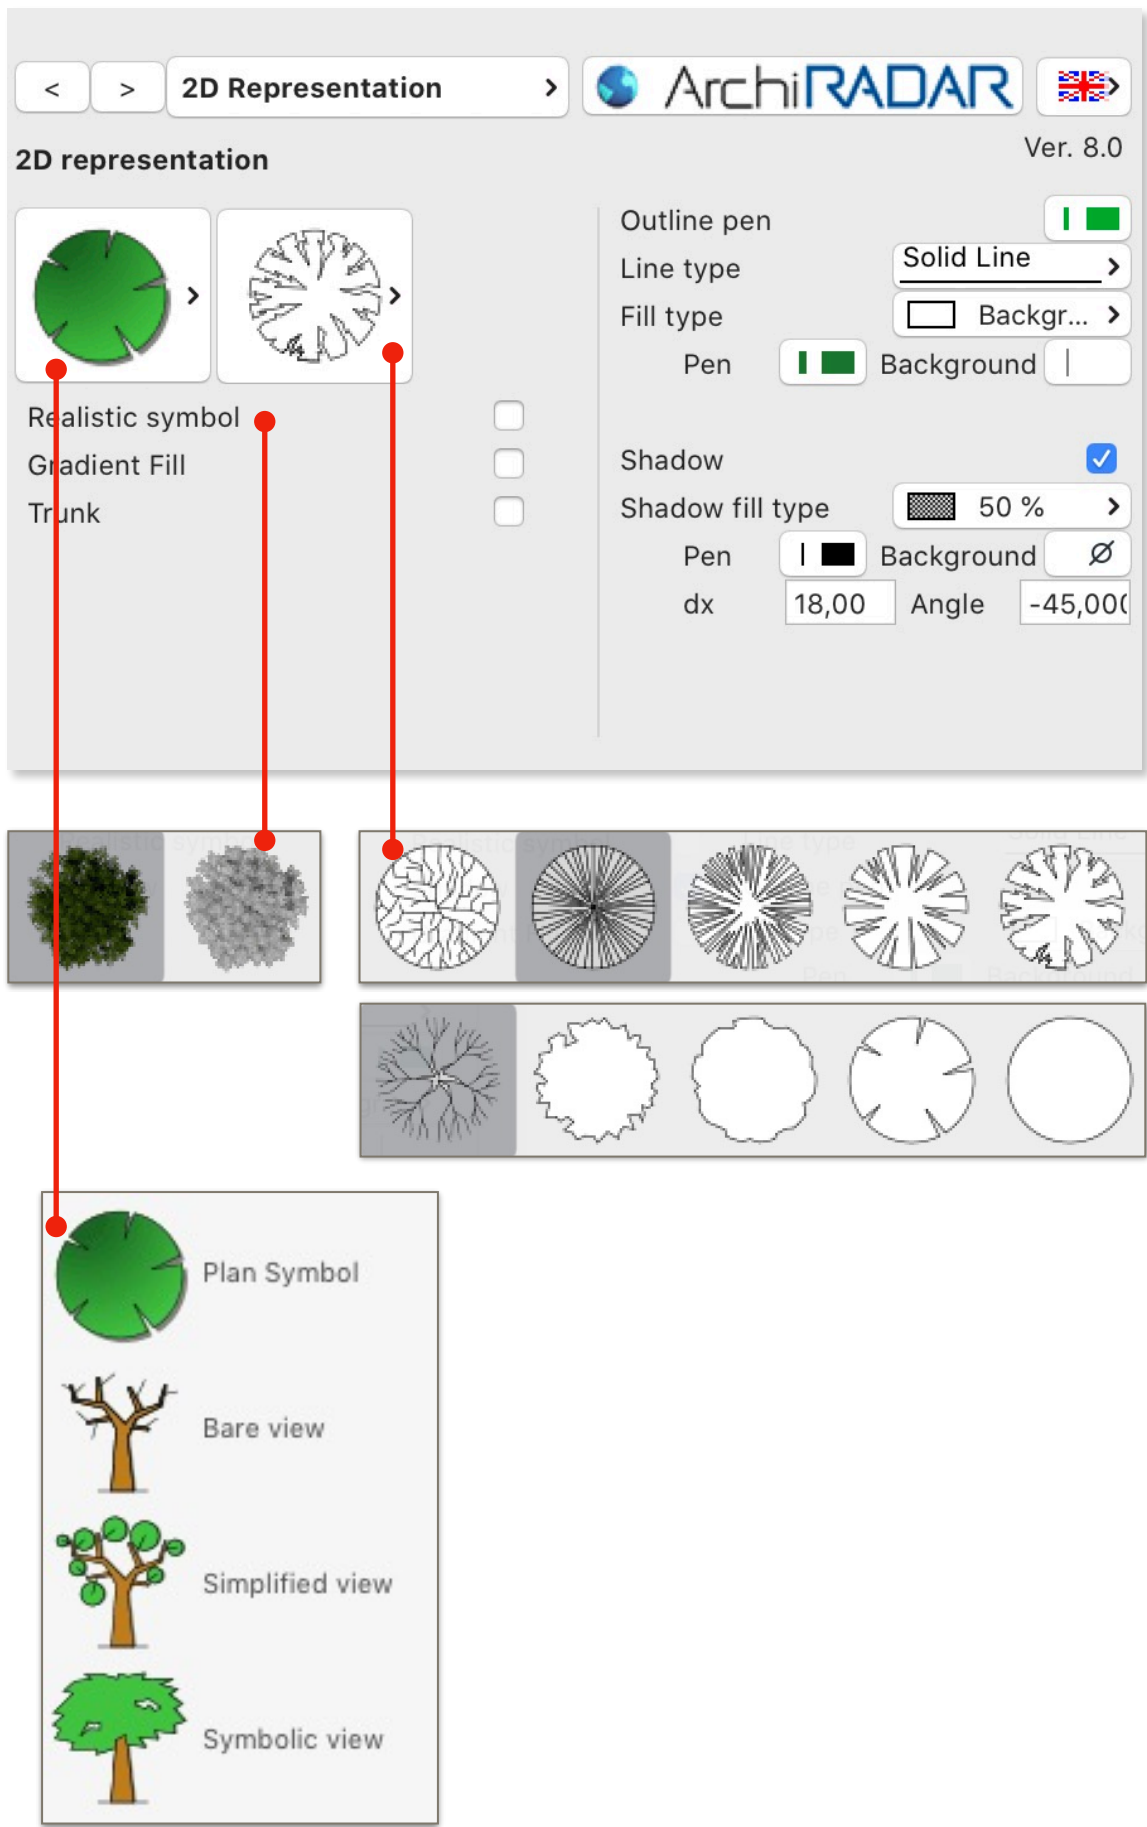 < > 2D Representation > ArchiRADAR >
2D representation
Ver. 8.0
Outline pen
Line type Solid Line >
Fill type Backgr... >
Pen Background
Realistic symbol
Gradient Fill
Trunk
Shadow
Shadow fill type 50 % >
Pen Background
dx 18,00 Angle -45,00(
Plan Symbol
Bare view
Simplified view
Symbolic view